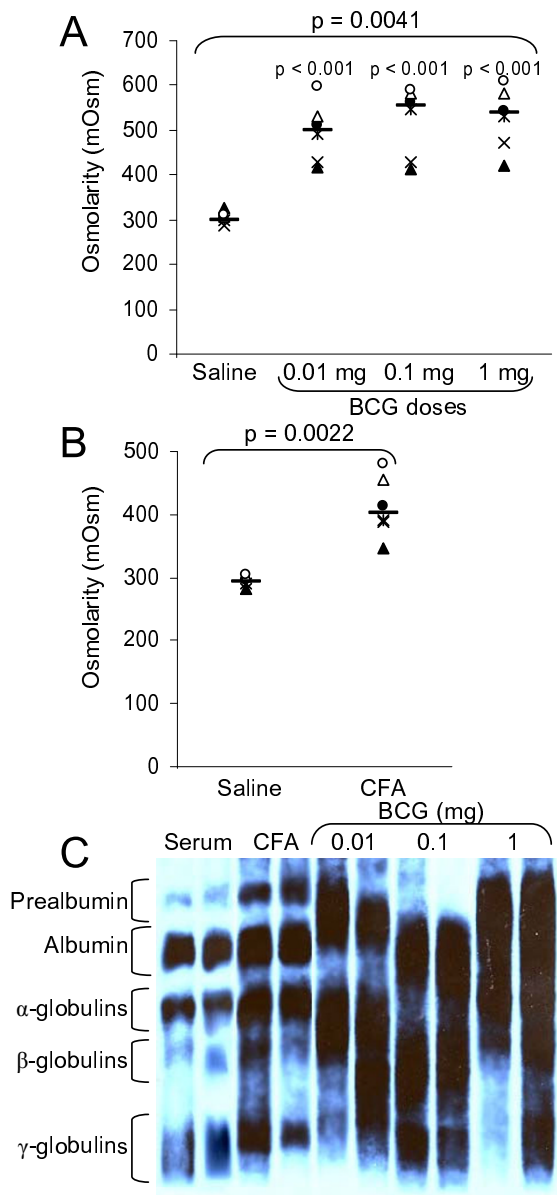 A
p = 0.0041
700
p < 0.001 p < 0.001 p < 0.001
600
500
400
300
200
100
0
Osmolarity (mOsm)
Saline 0.01 mg 0.1 mg 1 mg
BCG doses
B
p = 0.0022
500
400
300
200
100
0
Osmolarity (mOsm)
Saline CFA
BCG (mg)
C
Serum CFA 0.01 0.1 1
Prealbumin
Albumin
α-globulins
β-globulins
γ-globulins